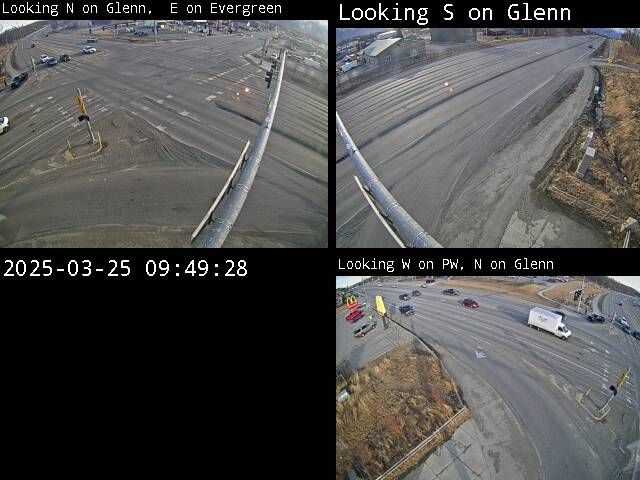 Looking N on Glenn,  E on Evergreen
Looking S on Glenn
2025-03-25 09:49:28
Looking W on PW, N on Glenn